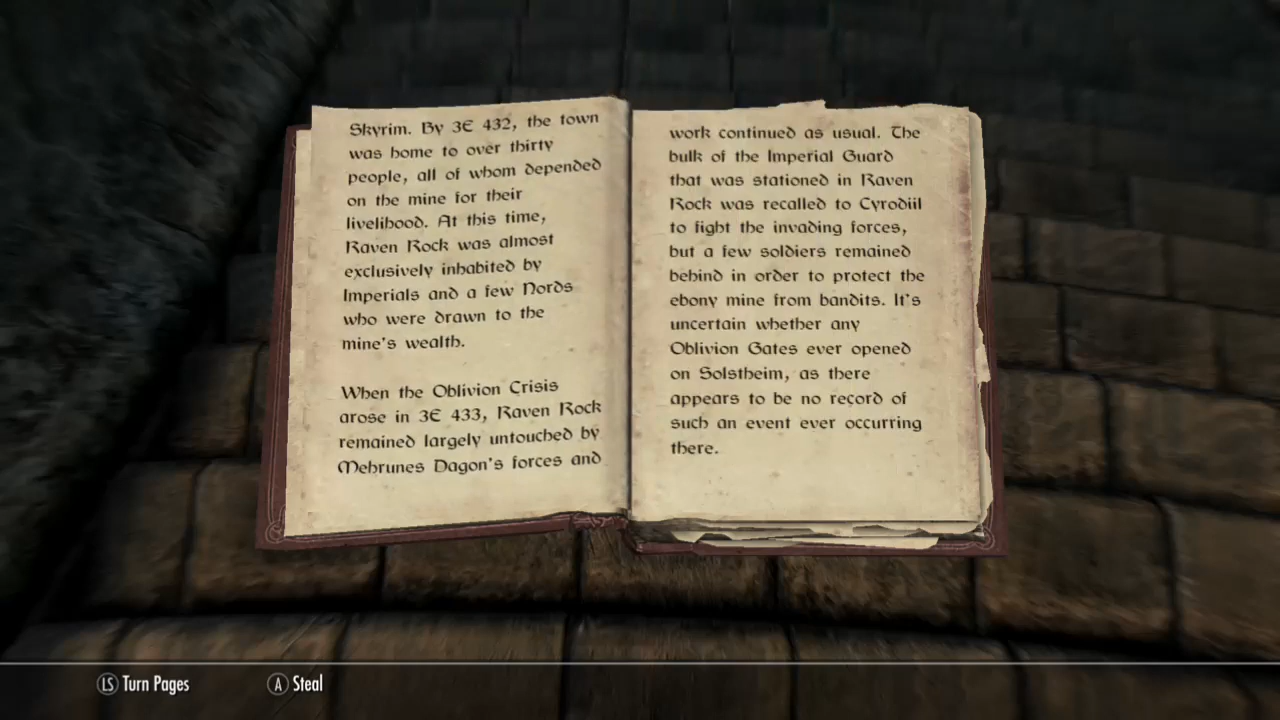 Skyrim. By 3E 432, the town
was home to over thirty
people, all of whom depended
on the mine for their
livelihood. At this time,
Raven Rock was almost
exclusively inhabited by
Imperials and a few Nords
who were drawn to the
mine's wealth.
When the Oblivion Crisis
arose in 3E 433, Raven Rock
remained largely untouched by
Mehrunes Dagon's forces and
work continued as usual. The
bulk of the Imperial Guard
that was stationed in Raven
Rock was recalled to Cyrodiil
to fight the invading forces,
but a few soldiers remained
behind in order to protect the
ebony mine from bandits. It's
uncertain whether any
Oblivion Gates ever opened
on Solstheim, as there
appears to be no record of
such an event ever occurring
there.
LS Turn Pages
A Steal